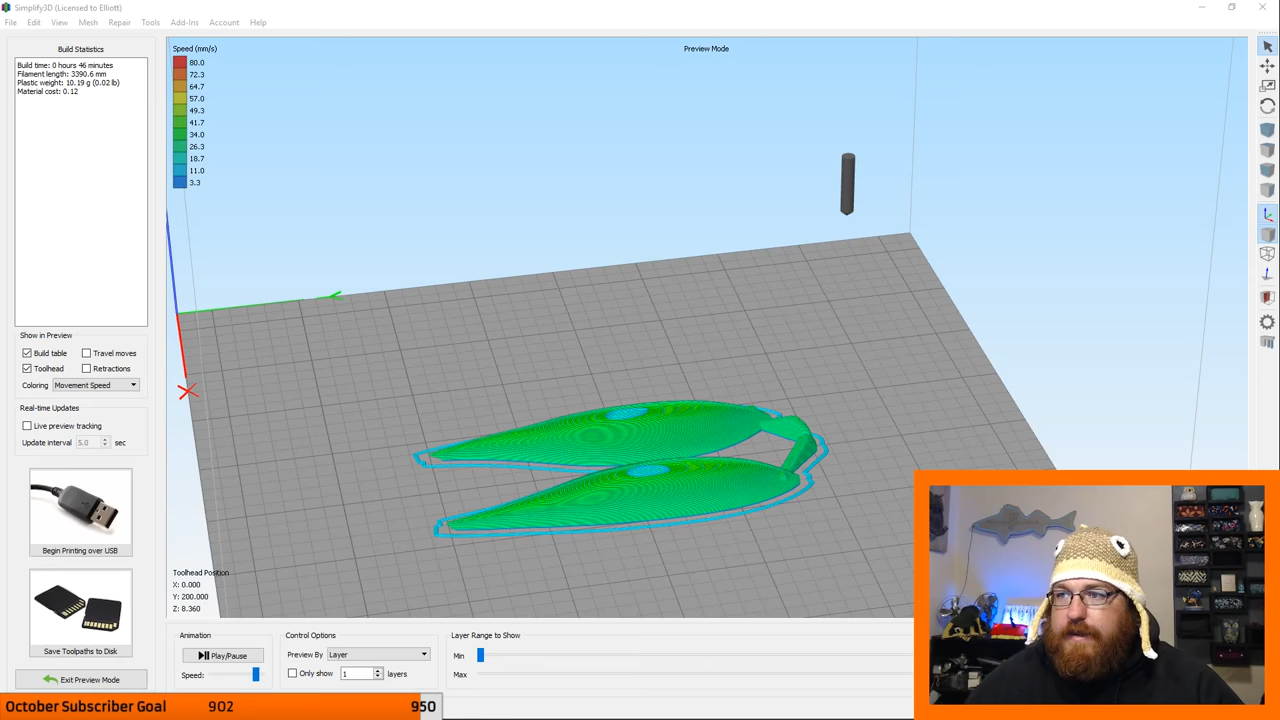 Simplify3D (Licensed to Elliott)
File Edit View Mesh Repair Tools Add-Ins Account Help
Build Statistics
Build time: 0 hours 46 minutes
Filament length: 3390.6 mm
Plastic weight: 10.19 g (0.02 lb)
Material cost: 0.12
Speed (mm/s)
80.0
72.3
64.7
57.0
49.3
41.7
34.0
26.3
18.7
11.0
3.3
Preview Mode
Show in Preview
Build table Travel moves
Toolhead Retractions
Coloring Movement Speed
Real-time Updates
Live preview tracking
Update interval 5.0 sec
Begin Printing over USB
Save Toolpaths to Disk
Exit Preview Mode
Toolhead Position
X: 0.000
Y: 200.000
Z: 8.360
Animation
Play/Pause
Speed:
Control Options
Preview By Layer
Only show 1 layers
Layer Range to Show
Min
Max
October Subscriber Goal 902 950